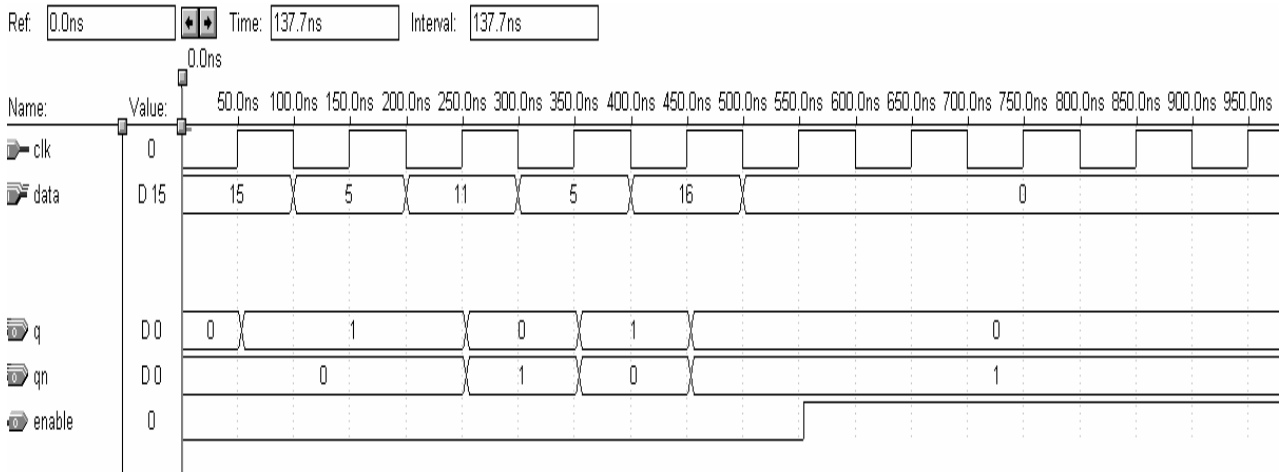 Ref: 0.0ns Time: 137.7ns Interval: 137.7ns
0.0ns
Name: Value: 50.0ns 100.0ns 150.0ns 200.0ns 250.0ns 300.0ns 350.0ns 400.0ns 450.0ns 500.0ns 550.0ns 600.0ns 650.0ns 700.0ns 750.0ns 800.0ns 850.0ns 900.0ns 950.0ns
clk 0
data D 15 15 5 11 5 16 0
q D 0 0 1 0 1 0
qn D 0 0 1 0 1
enable 0